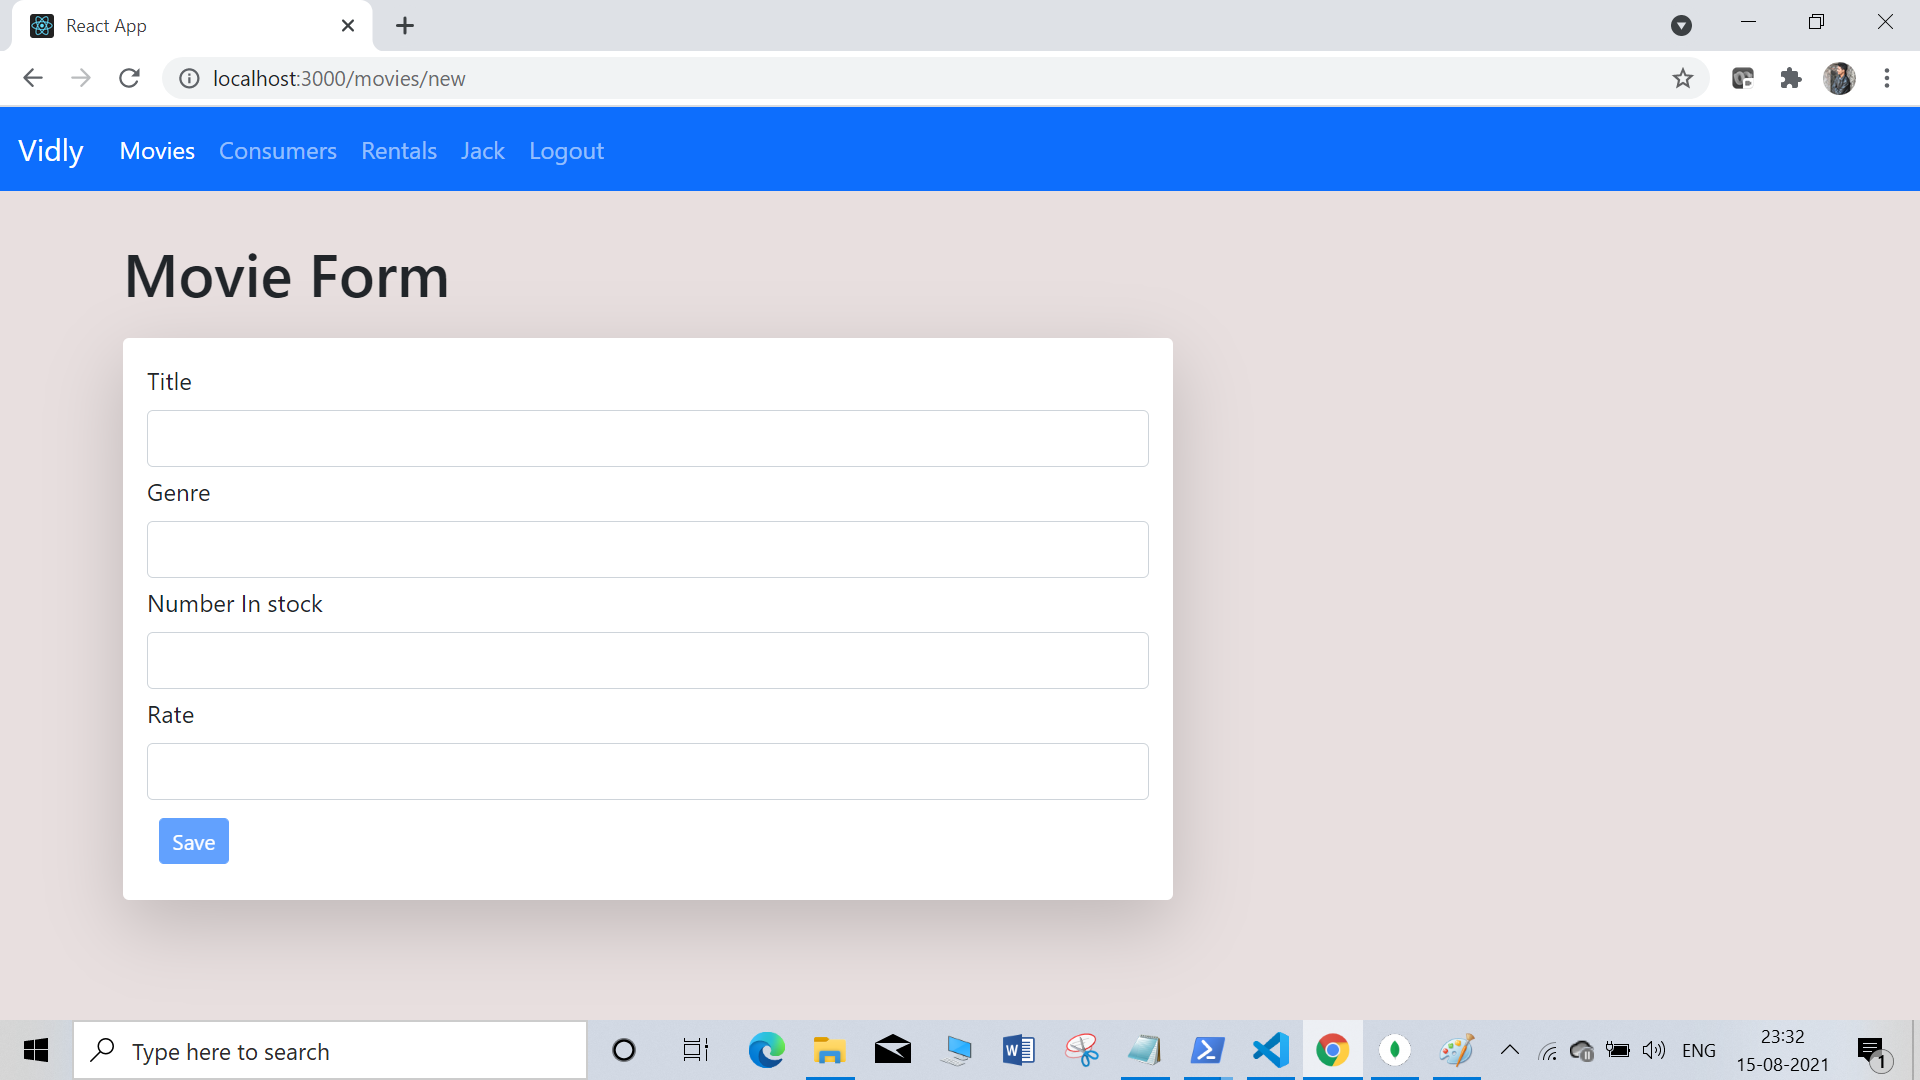 React App
localhost:3000/movies/new
Vidly Movies Consumers Rentals Jack Logout
Movie Form
Title
Genre
Number In stock
Rate
Save
Type here to search
ENG
23:32
15-08-2021
1